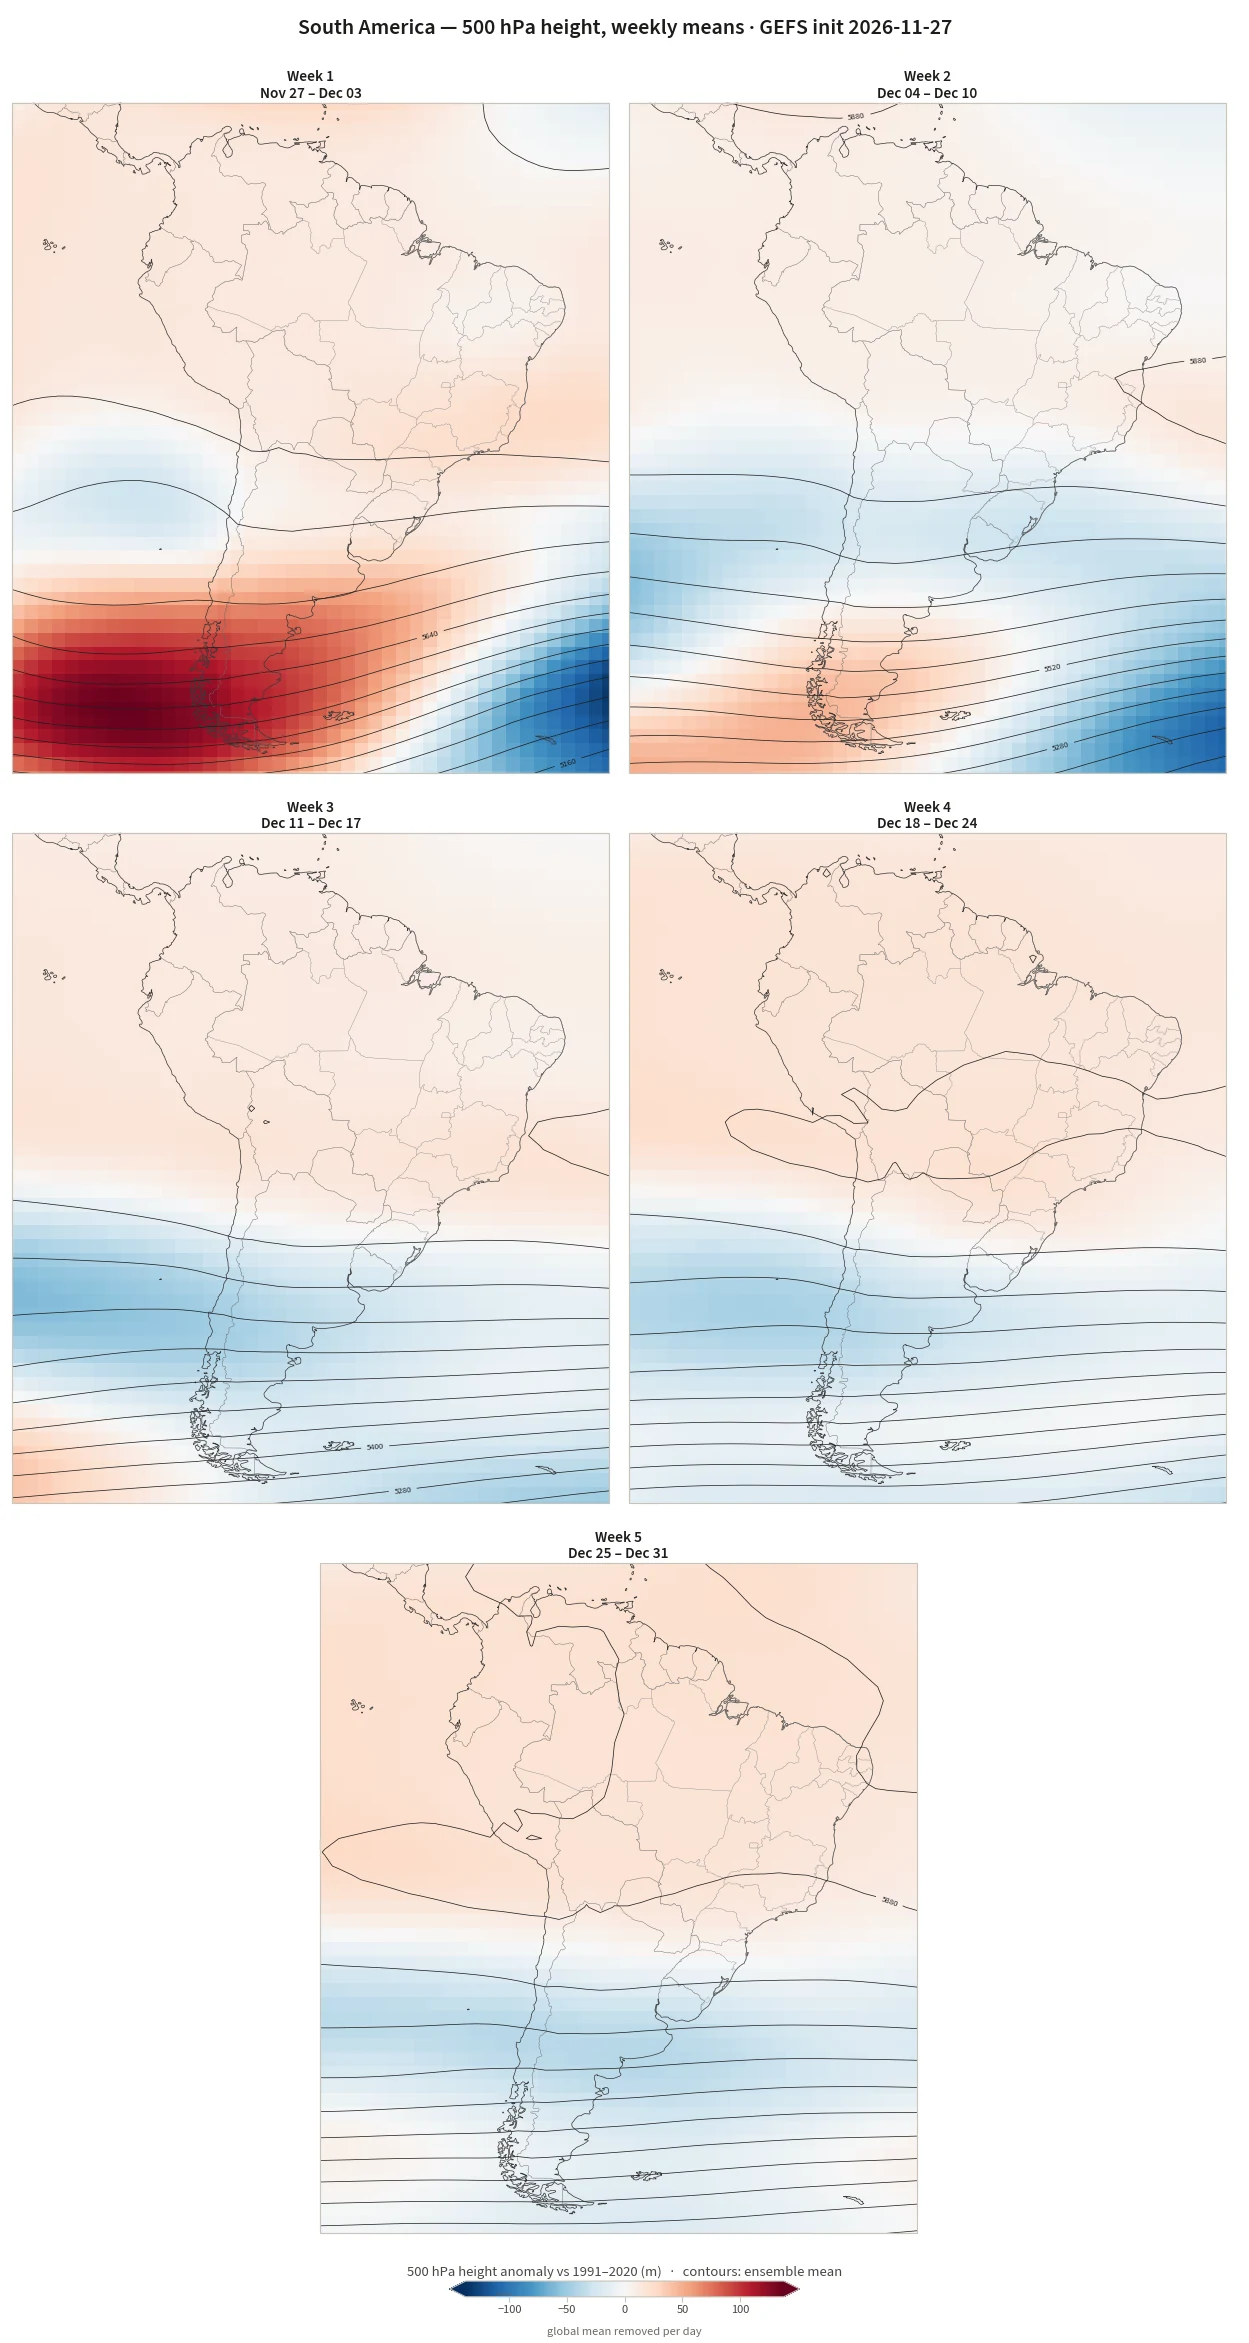 South America — 500 hPa height, weekly means · GEFS init 2026-11-27
Week 1
Nov 27 – Dec 03
5640
5160
Week 2
Dec 04 – Dec 10
5880
5880
5520
5280
Week 3
Dec 11 – Dec 17
5400
5280
Week 4
Dec 18 – Dec 24
Week 5
Dec 25 – Dec 31
5880
500 hPa height anomaly vs 1991–2020 (m) · contours: ensemble mean
−100 −50 0 50 100
global mean removed per day